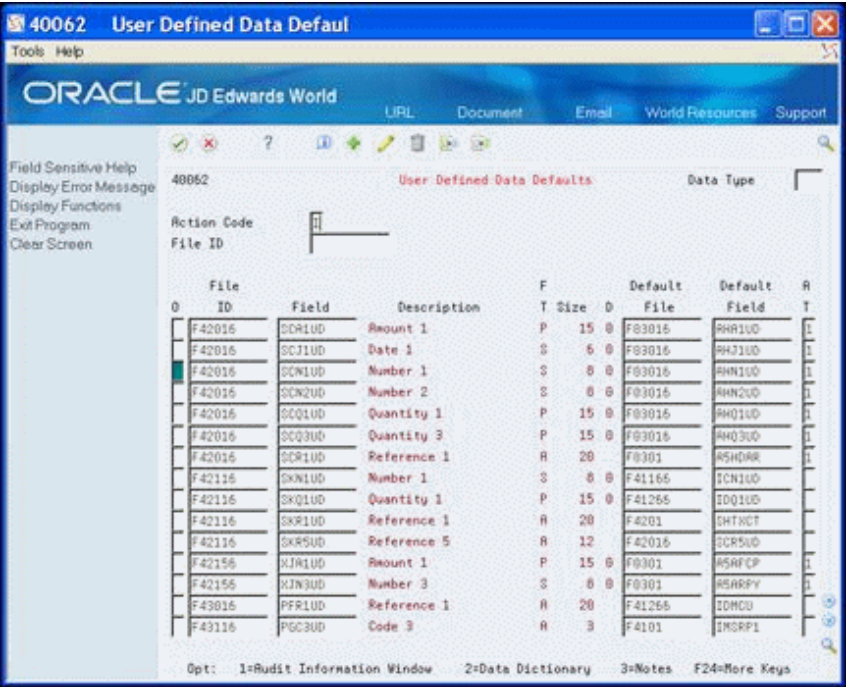 40062 User Defined Data Defaul
Tools Help
ORACLE JD Edwards World
URL Document Email World Resources Support
Field Sensitive Help
Display Error Message
Display Functions
Exit Program
Clear Screen
40062 User Defined Data Defaults Data Type
Action Code I
File ID
File F Default Default A
O ID Field Description T Size D File Field T
F42016 SCA1UD Amount 1 P 15 0 F03016 AHA1UD 1
F42016 SCJ1UD Date 1 S 6 0 F03016 AHJ1UD 1
F42016 SCN1UD Number 1 S 8 0 F03016 AHN1UD 1
F42016 SCN2UD Number 2 S 8 0 F03016 AHN2UD 1
F42016 SCQ1UD Quantity 1 P 15 0 F03016 AHQ1UD 1
F42016 SCQ3UD Quantity 3 P 15 0 F03016 AHQ3UD 1
F42016 SCR1UD Reference 1 A 20 F0301 A5HDAR 1
F42116 SKN1UD Number 1 S 8 0 F41166 ICN1UD
F42116 SKQ1UD Quantity 1 P 15 0 F41266 IDQ1UD
F42116 SKR1UD Reference 1 A 20 F4201 SHTXCT
F42116 SKR5UD Reference 5 A 12 F42016 SCR5UD
F42156 XJA1UD Amount 1 P 15 0 F0301 A5AFCP 1
F42156 XJN3UD Number 3 S 8 0 F0301 A5ARPY 1
F43016 PFR1UD Reference 1 A 20 F41266 IDMCU
F43116 PGC3UD Code 3 A 3 F4101 IMSRP1
Opt: 1=Audit Information Window 2=Data Dictionary 3=Notes F24=More Keys